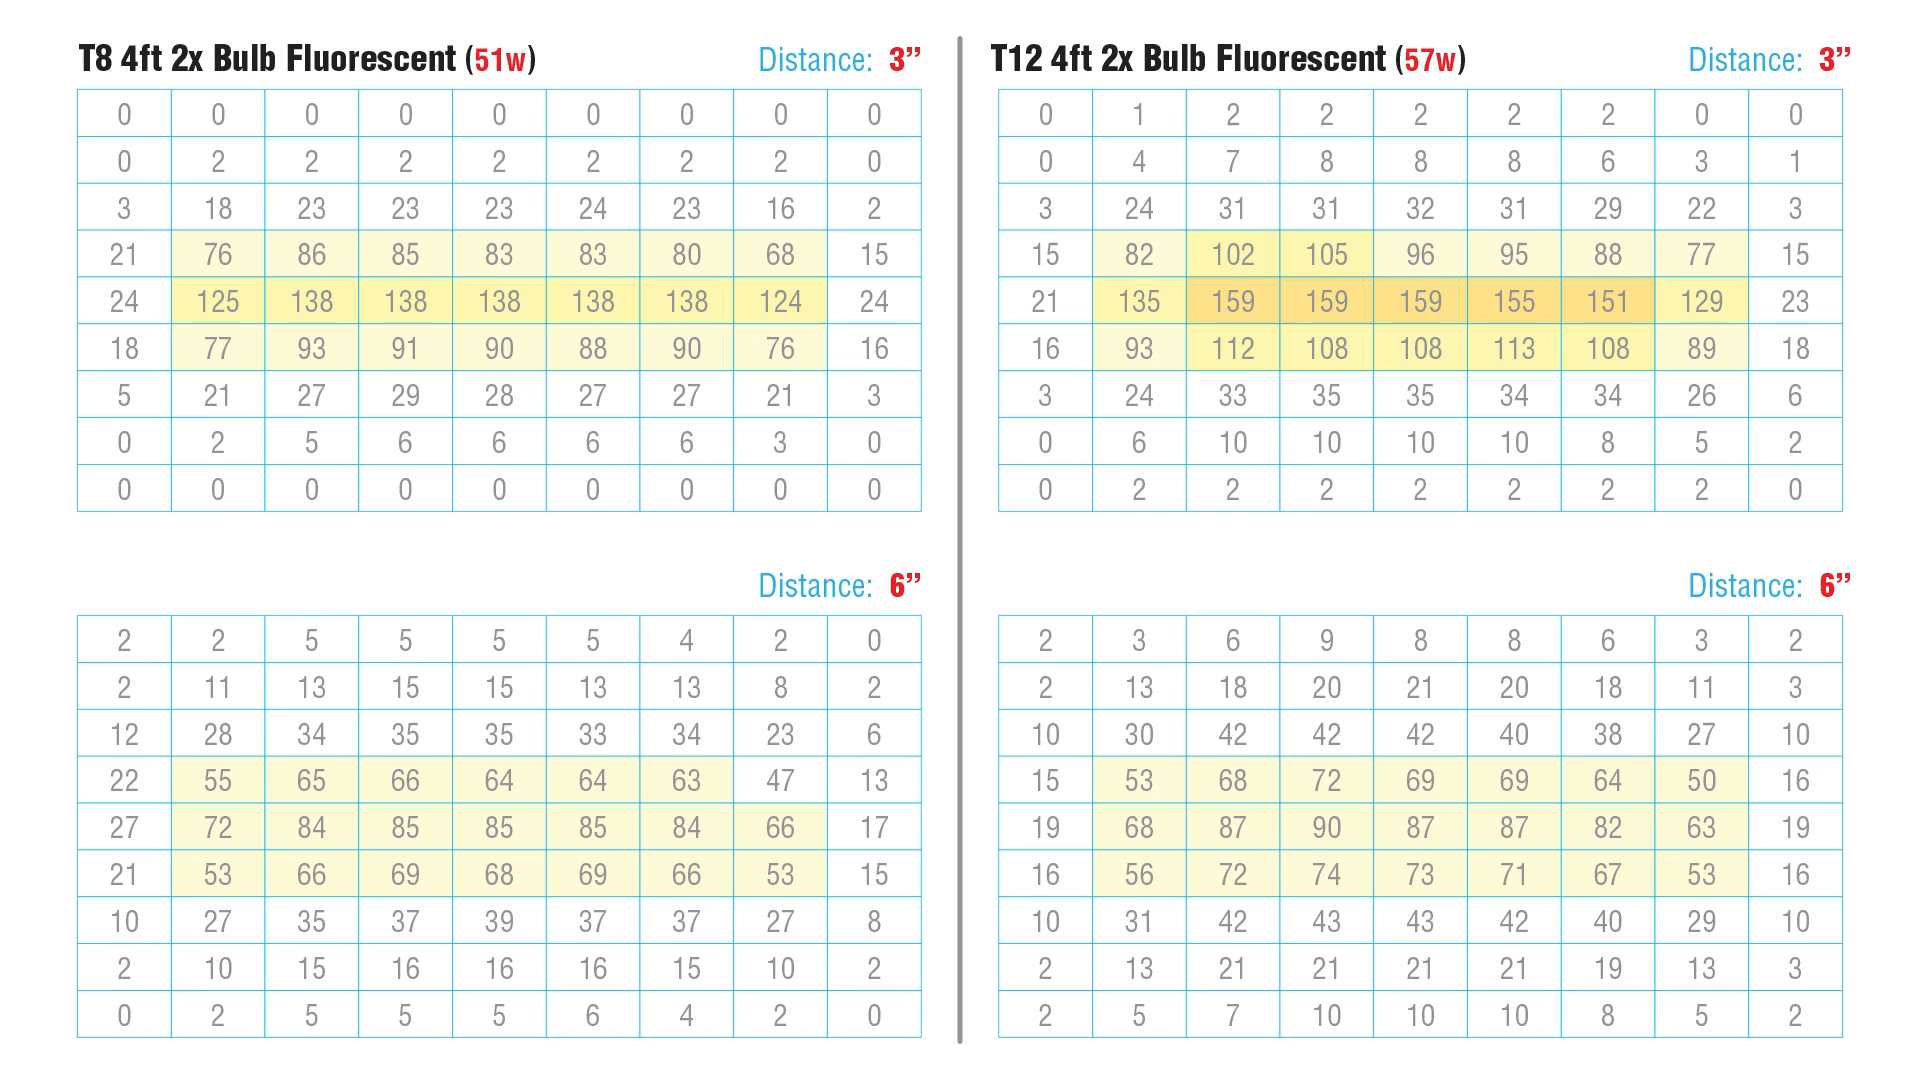 T8 4ft 2x Bulb Fluorescent (51w) Distance: 3”
0 0 0 0 0 0 0 0 0
0 2 2 2 2 2 2 2 0
3 18 23 23 23 24 23 16 2
21 76 86 85 83 83 80 68 15
24 125 138 138 138 138 138 124 24
18 77 93 91 90 88 90 76 16
5 21 27 29 28 27 27 21 3
0 2 5 6 6 6 6 3 0
0 0 0 0 0 0 0 0 0
Distance: 6”
2 2 5 5 5 5 4 2 0
2 11 13 15 15 13 13 8 2
12 28 34 35 35 33 34 23 6
22 55 65 66 64 64 63 47 13
27 72 84 85 85 85 84 66 17
21 53 66 69 68 69 66 53 15
10 27 35 37 39 37 37 27 8
2 10 15 16 16 16 15 10 2
0 2 5 5 5 6 4 2 0
T12 4ft 2x Bulb Fluorescent (57w) Distance: 3”
0 1 2 2 2 2 2 0 0
0 4 7 8 8 8 6 3 1
3 24 31 31 32 31 29 22 3
15 82 102 105 96 95 88 77 15
21 135 159 159 159 155 151 129 23
16 93 112 108 108 113 108 89 18
3 24 33 35 35 34 34 26 6
0 6 10 10 10 10 8 5 2
0 2 2 2 2 2 2 2 0
Distance: 6”
2 3 6 9 8 8 6 3 2
2 13 18 20 21 20 18 11 3
10 30 42 42 42 40 38 27 10
15 53 68 72 69 69 64 50 16
19 68 87 90 87 87 82 63 19
16 56 72 74 73 71 67 53 16
10 31 42 43 43 42 40 29 10
2 13 21 21 21 21 19 13 3
2 5 7 10 10 10 8 5 2